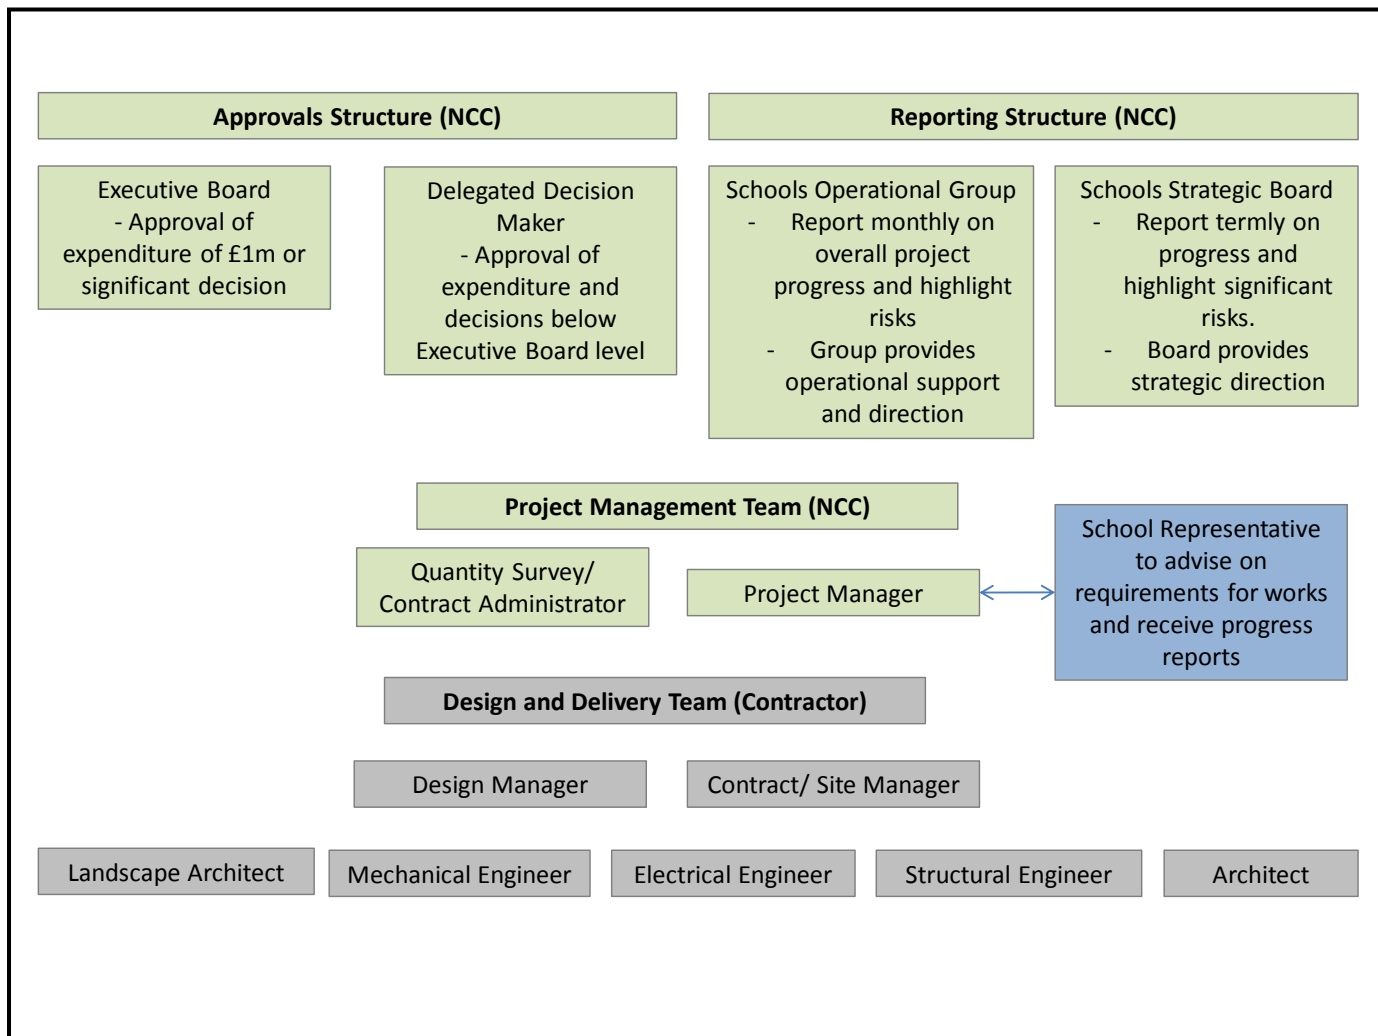 Approvals Structure (NCC)
Reporting Structure (NCC)
Executive Board
- Approval of
expenditure of £1m or
significant decision
Delegated Decision
Maker
- Approval of
expenditure and
decisions below
Executive Board level
Schools Operational Group
- Report monthly on
overall project
progress and highlight
risks
- Group provides
operational support
and direction
Schools Strategic Board
- Report termly on
progress and
highlight significant
risks.
- Board provides
strategic direction
Project Management Team (NCC)
Quantity Survey/
Contract Administrator
Project Manager
School Representative
to advise on
requirements for works
and receive progress
reports
Design and Delivery Team (Contractor)
Design Manager
Contract/ Site Manager
Landscape Architect
Mechanical Engineer
Electrical Engineer
Structural Engineer
Architect